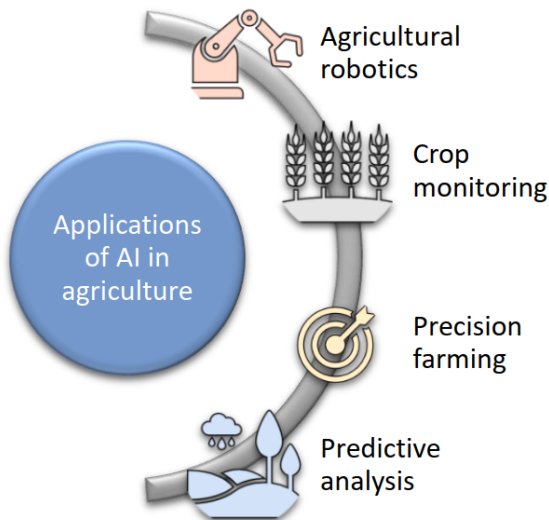 Agricultural
robotics
Crop
monitoring
Applications
of AI in
agriculture
Precision
farming
Predictive
analysis